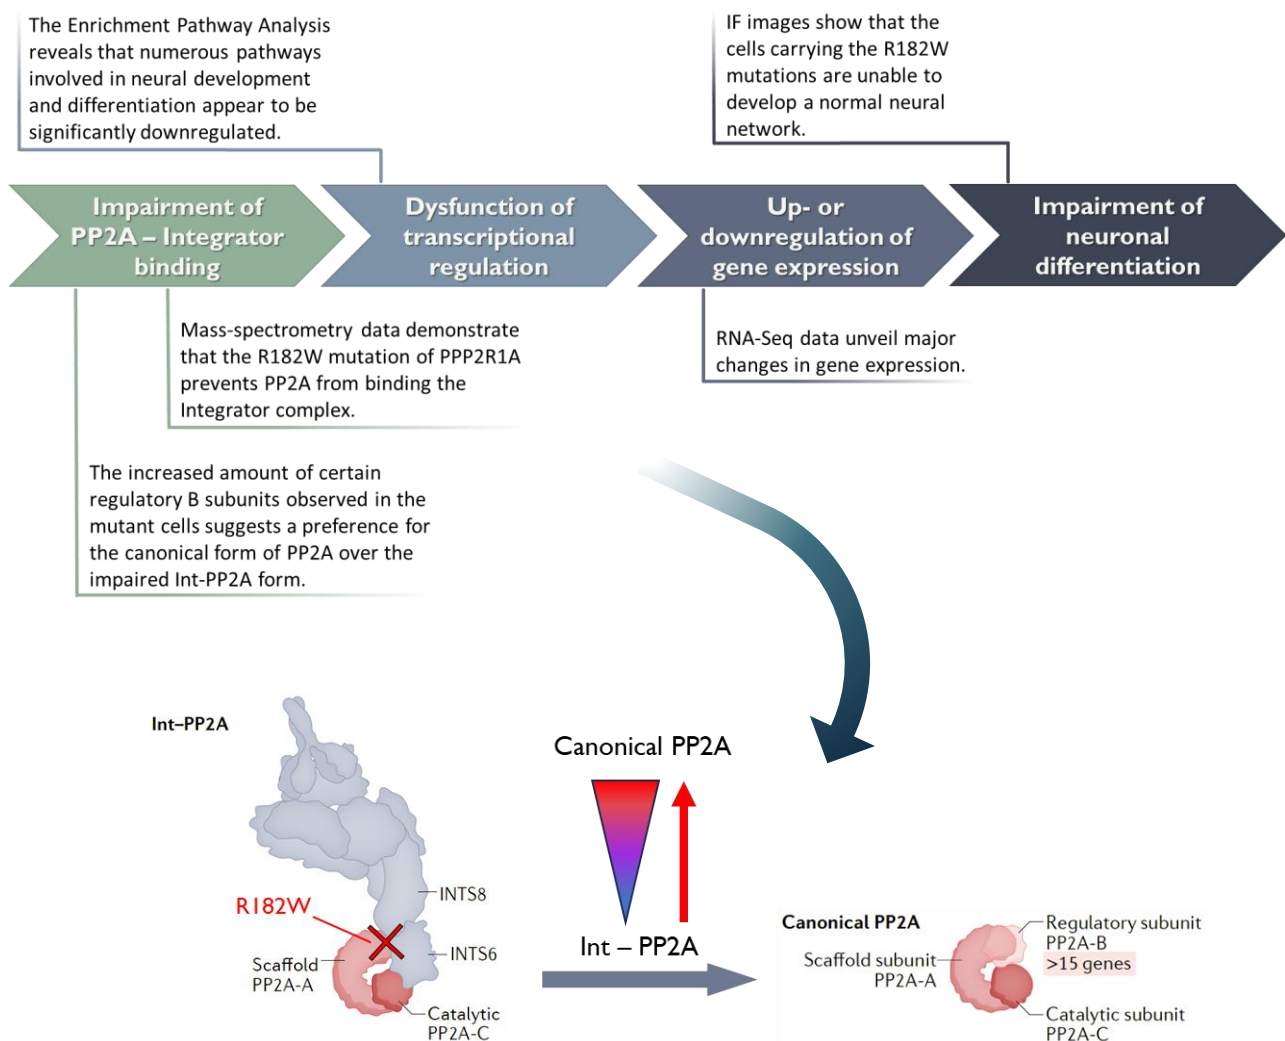 The Enrichment Pathway Analysis
reveals that numerous pathways
involved in neural development
and differentiation appear to be
significantly downregulated.
IF images show that the
cells carrying the R182W
mutations are unable to
develop a normal neural
network.
Impairment of
PP2A – Integrator
binding
Dysfunction of
transcriptional
regulation
Up- or
downregulation of
gene expression
Impairment of
neuronal
differentiation
Mass-spectrometry data demonstrate
that the R182W mutation of PPP2R1A
prevents PP2A from binding the
Integrator complex.
RNA-Seq data unveil major
changes in gene expression.
The increased amount of certain
regulatory B subunits observed in the
mutant cells suggests a preference for
the canonical form of PP2A over the
impaired Int-PP2A form.
Int–PP2A
INTS8
R182W
INTS6
Scaffold
PP2A-A
Catalytic
PP2A-C
Canonical PP2A
Int – PP2A
Canonical PP2A
Regulatory subunit
PP2A-B
>15 genes
Scaffold subunit
PP2A-A
Catalytic subunit
PP2A-C